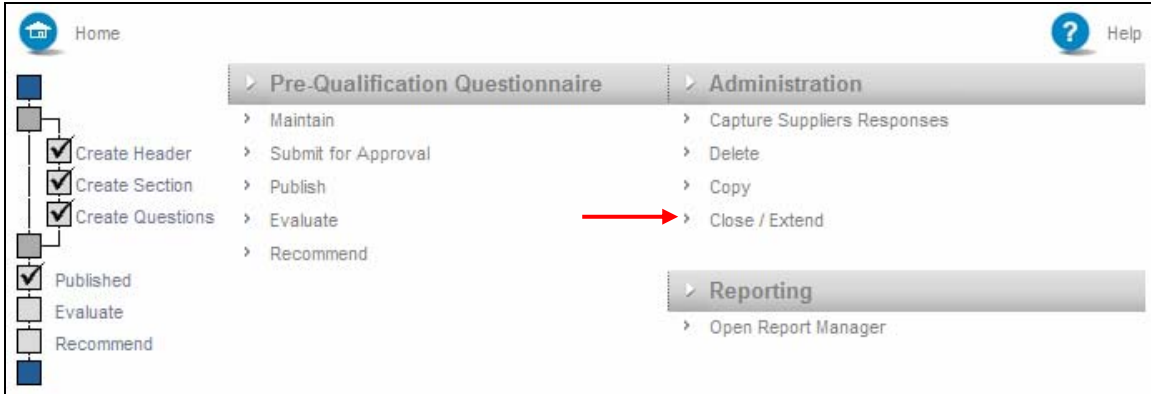 Home
? Help
Create Header
Create Section
Create Questions
Published
Evaluate
Recommend
Pre-Qualification Questionnaire
Maintain
Submit for Approval
Publish
Evaluate
Recommend
Administration
Capture Suppliers Responses
Delete
Copy
Close / Extend
Reporting
Open Report Manager